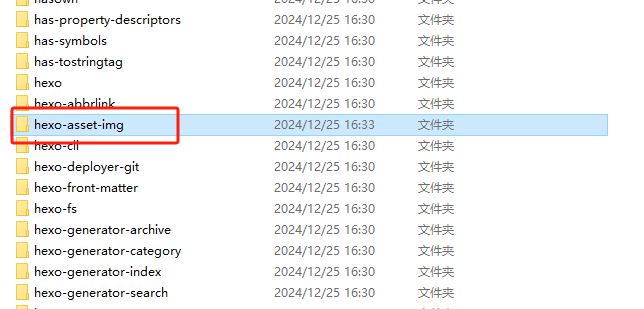 hasown 2024/12/25 16:30 文件夹
has-property-descriptors 2024/12/25 16:30 文件夹
has-symbols 2024/12/25 16:30 文件夹
has-tostringtag 2024/12/25 16:30 文件夹
hexo 2024/12/25 16:30 文件夹
hexo-abbrlink 2024/12/25 16:30 文件夹
hexo-asset-img 2024/12/25 16:33 文件夹
hexo-cli 2024/12/25 16:30 文件夹
hexo-deployer-git 2024/12/25 16:30 文件夹
hexo-front-matter 2024/12/25 16:30 文件夹
hexo-fs 2024/12/25 16:30 文件夹
hexo-generator-archive 2024/12/25 16:30 文件夹
hexo-generator-category 2024/12/25 16:30 文件夹
hexo-generator-index 2024/12/25 16:30 文件夹
hexo-generator-search 2024/12/25 16:30 文件夹